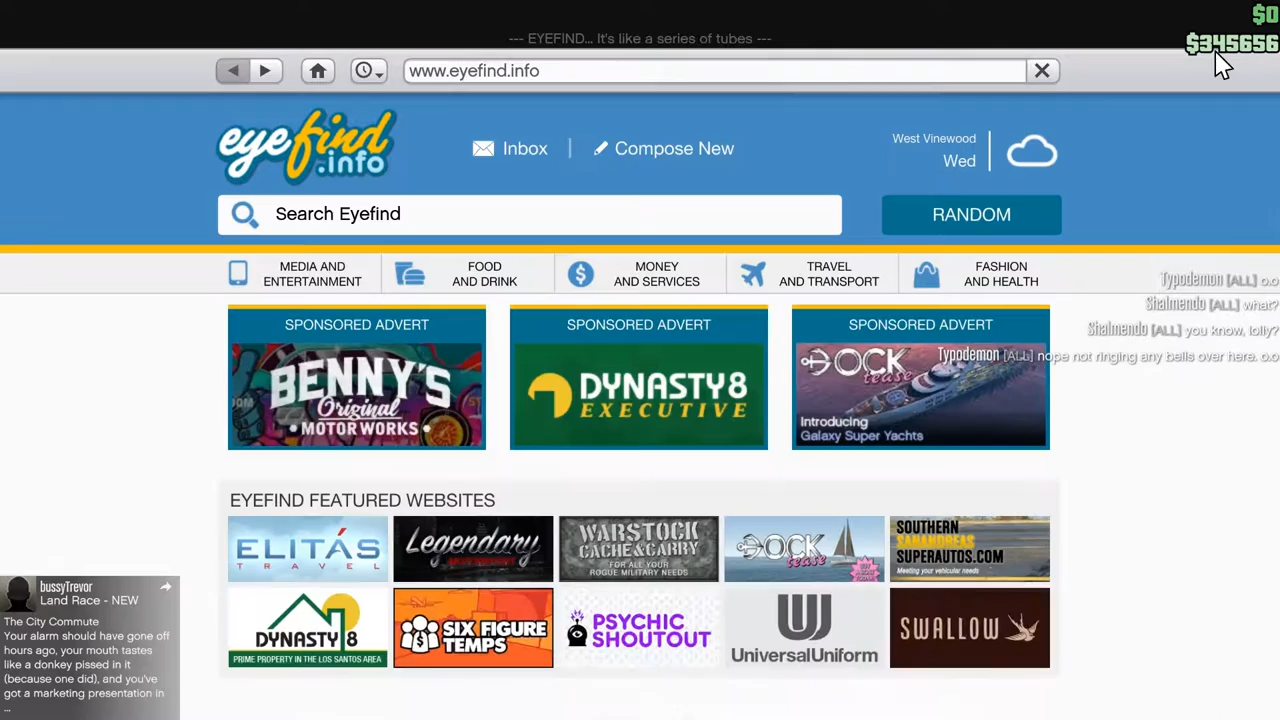 $0
--- EYEFIND... It's like a series of tubes ---
$345656
www.eyefind.info
eyefind
.info
Inbox
Compose New
West Vinewood
Wed
Search Eyefind
RANDOM
MEDIA AND
ENTERTAINMENT
FOOD
AND DRINK
MONEY
AND SERVICES
TRAVEL
AND TRANSPORT
FASHION
AND HEALTH
Typodemon [ALL] o.o
Shalmendo [ALL] what?
Shalmendo [ALL] you know, lolly?
Typodemon [ALL] nope not ringing any bells over here. o.o
SPONSORED ADVERT
BENNY'S
Original
MOTOR WORKS
SPONSORED ADVERT
DYNASTY8
EXECUTIVE
SPONSORED ADVERT
DOCK
tease
Introducing
Galaxy Super Yachts
EYEFIND FEATURED WEBSITES
ELITÁS
TRAVEL
Legendary
WARSTOCK
CACHE&CARRY
FOR ALL YOUR
ROGUE MILITARY NEEDS
DOCK
tease
SOUTHERN
SANANDREAS
SUPERAUTOS.COM
Meeting your vehicular needs
DYNASTY 8
PRIME PROPERTY IN THE LOS SANTOS AREA
SIX FIGURE
TEMPS
PSYCHIC
SHOUTOUT
UniversalUniform
SWALLOW
bussyTrevor
Land Race - NEW
The City Commute
Your alarm should have gone off
hours ago, your mouth tastes
like a donkey pissed in it
(because one did), and you've
got a marketing presentation in
...